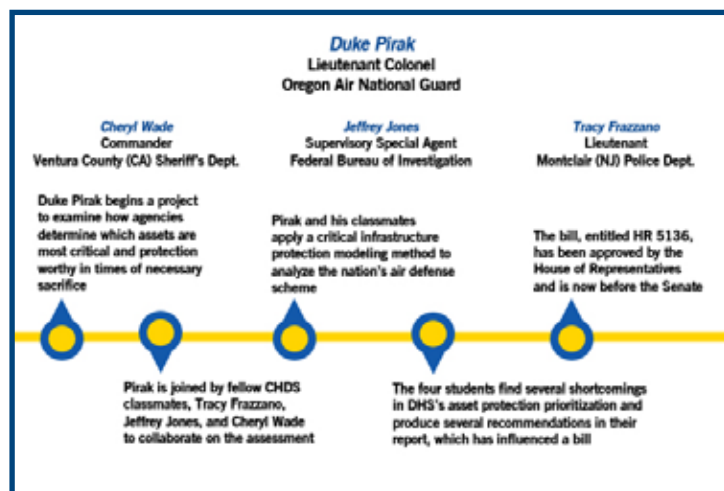 Duke Pirak
Lieutenant Colonel
Oregon Air National Guard
Cheryl Wade
Commander
Ventura County (CA) Sheriff's Dept.
Jeffrey Jones
Supervisory Special Agent
Federal Bureau of Investigation
Tracy Frazzano
Lieutenant
Montclair (NJ) Police Dept.
Duke Pirak begins a project
to examine how agencies
determine which assets are
most critical and protection
worthy in times of necessary
sacrifice
Pirak is joined by fellow CHDS
classmates, Tracy Frazzano,
Jeffrey Jones, and Cheryl Wade
to collaborate on the assessment
Pirak and his classmates
apply a critical infrastructure
protection modeling method to
analyze the nation's air defense
scheme
The four students find several shortcomings
in DHS's asset protection prioritization and
produce several recommendations in their
report, which has influenced a bill
The bill, entitled HR 5136,
has been approved by the
House of Representatives
and is now before the Senate